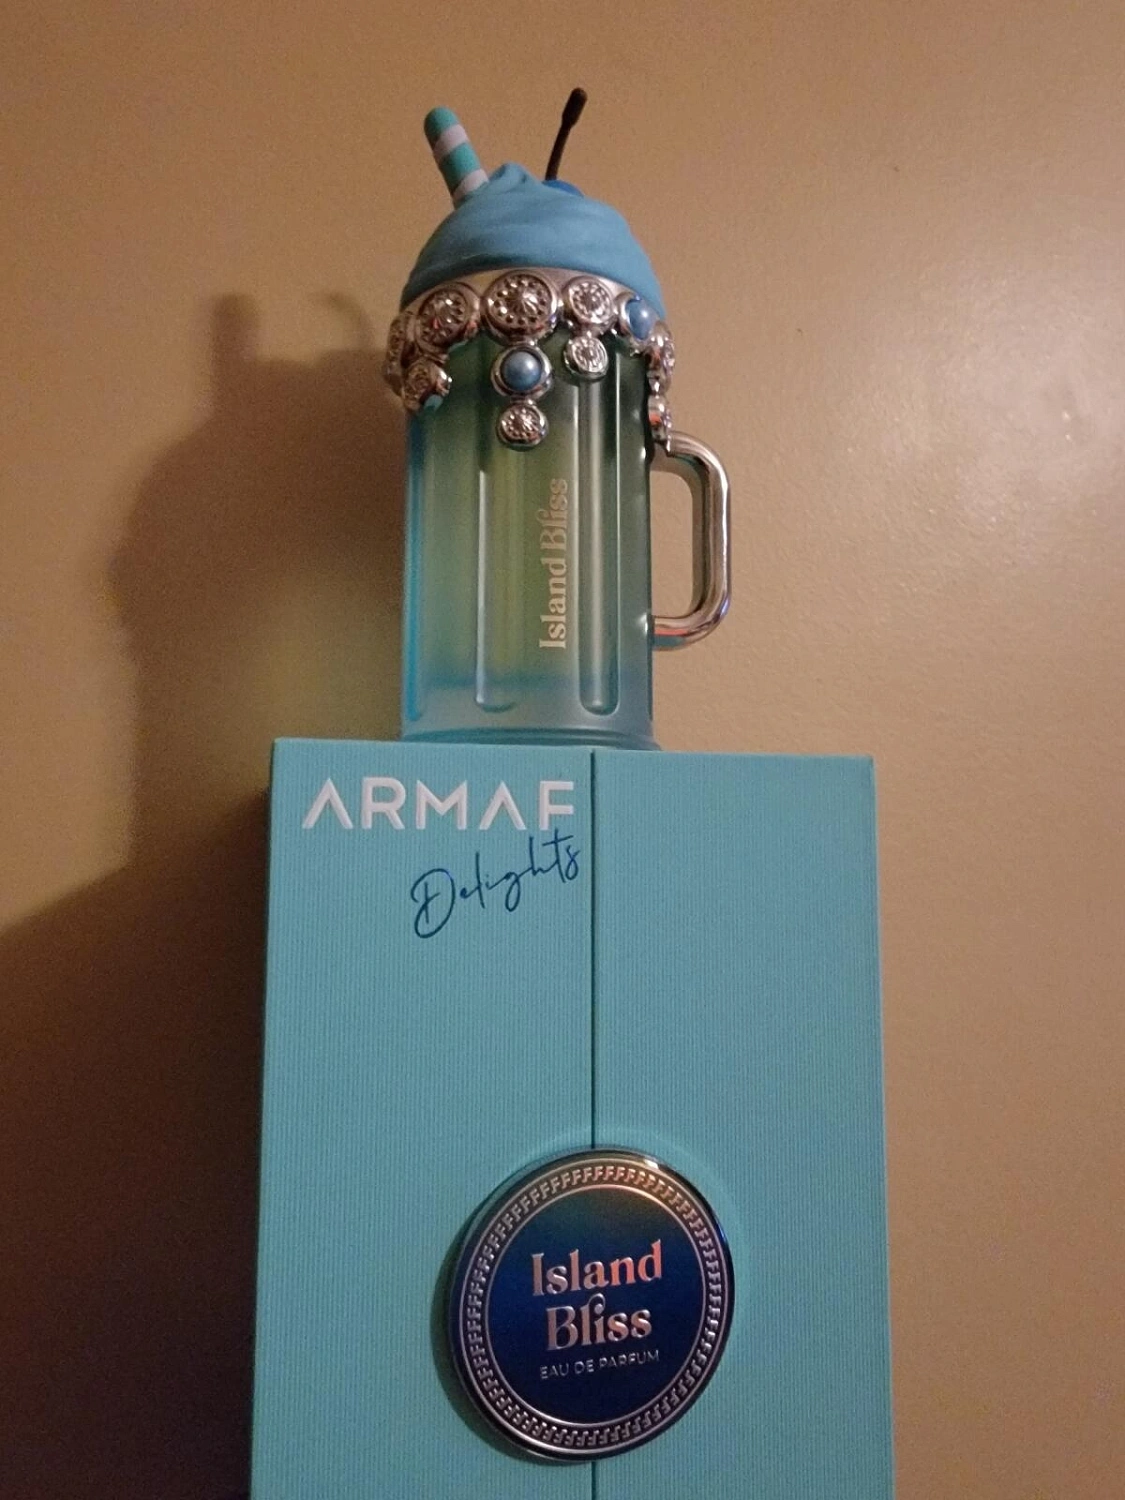 Island Bliss
ARMAF
Delights
Island
Bliss
EAU DE PARFUM